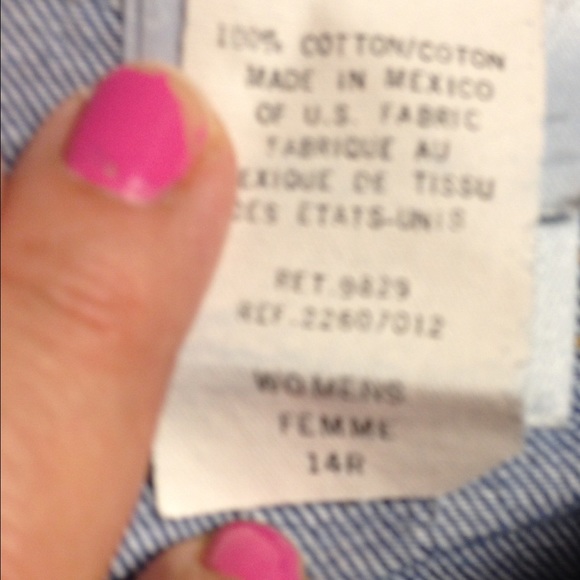 100% COTTON/COTON
MADE IN MEXICO
OF U.S. FABRIC
FABRIQUE AU
EXIQUE DE TISSU
DES ETATS-UNIS
RET.9829
REF.22607012
WOMENS
FEMME
14R